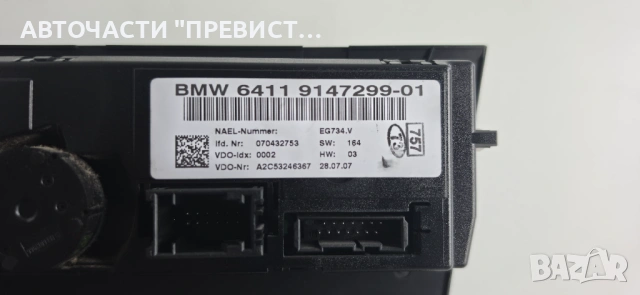 АВТОЧАСТИ "ПРЕВИСТ...
BMW 6411 9147299-01
NAEL-Nummer: EG734.V
lfd. Nr: 070432753 SW: 164
VDO-Idx: 0002 HW: 03
VDO-Nr: A2C53246367 28.07.07
757
T3
BAZAR